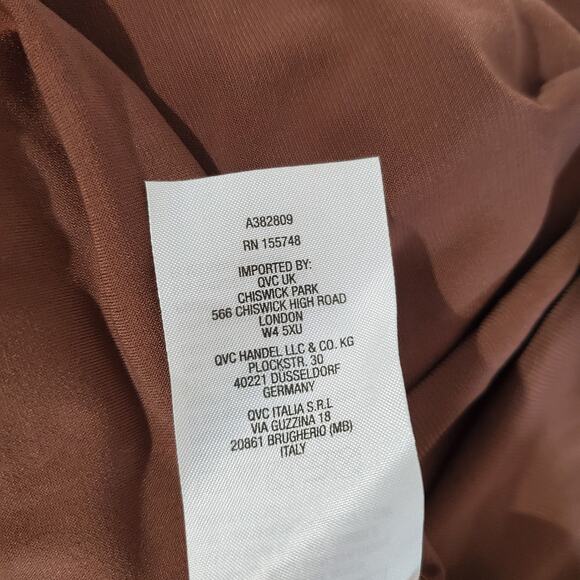 A382809
RN 155748
IMPORTED BY:
QVC UK
CHISWICK PARK
566 CHISWICK HIGH ROAD
LONDON
W4 5XU
QVC HANDEL LLC & CO. KG
PLOCKSTR. 30
40221 DÜSSELDORF
GERMANY
QVC ITALIA S.R.L
VIA GUZZINA 18
20861 BRUGHERIO (MB)
ITALY